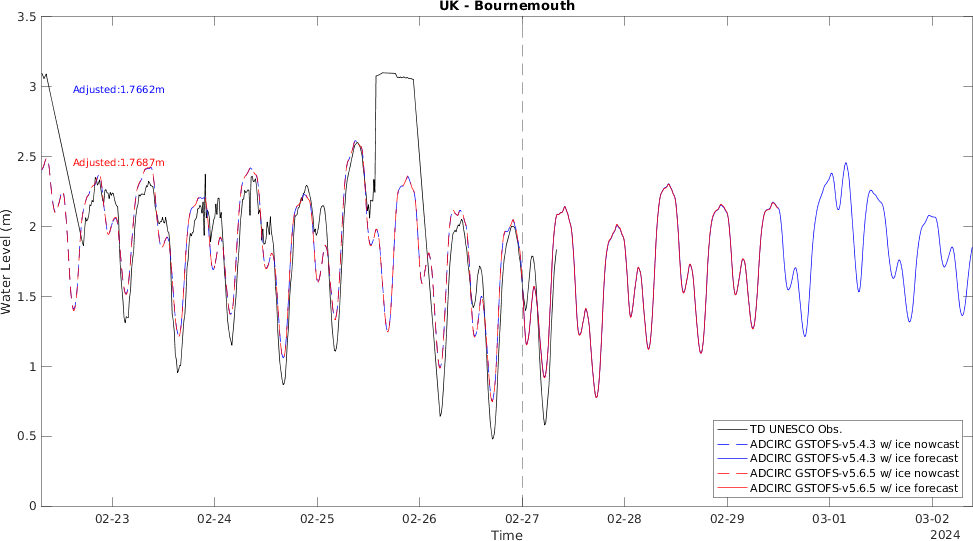 UK - Bournemouth
3.5
3
2.5
2
1.5
1
0.5
0
Water Level (m)
Adjusted:1.7662m
Adjusted:1.7687m
TD UNESCO Obs.
ADCIRC GSTOFS-v5.4.3 w/ ice nowcast
ADCIRC GSTOFS-v5.4.3 w/ ice forecast
ADCIRC GSTOFS-v5.6.5 w/ ice nowcast
ADCIRC GSTOFS-v5.6.5 w/ ice forecast
02-23 02-24 02-25 02-26 02-27 02-28 02-29 03-01 03-02
Time
2024